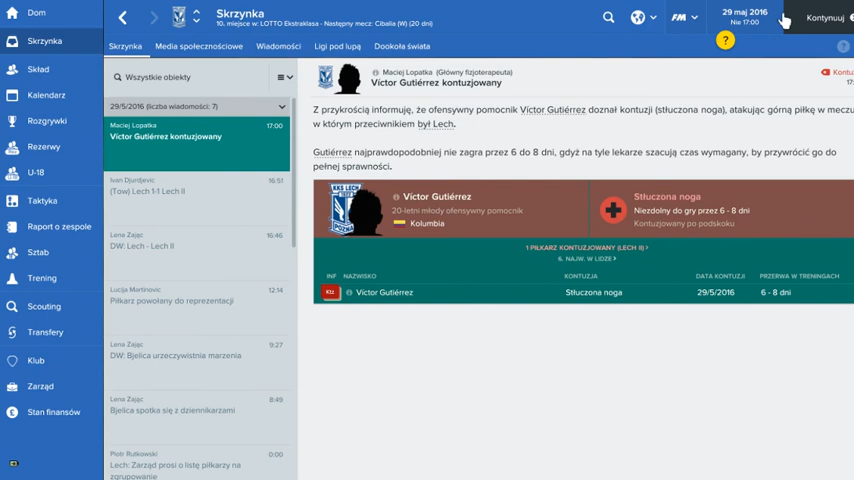 Dom
Skrzynka
Skład
Kalendarz
Rozgrywki
Rezerwy
U-18
Taktyka
Raport o zespole
Sztab
Trening
Scouting
Transfery
Klub
Zarząd
Stan finansów
Skrzynka
10. miejsce w: LOTTO Ekstraklasa - Następny mecz: Cibalia (W) (20 dni)
FM
29 maj 2016
Nie 17:00
Kontynuuj
?
?
Skrzynka
Media społecznościowe
Wiadomości
Ligi pod lupą
Dookoła świata
Wszystkie obiekty
29/5/2016 (liczba wiadomości: 7)
Maciej Lopatka 17:00
Víctor Gutiérrez kontuzjowany
Ivan Djurdjevic 16:51
(Tow) Lech 1-1 Lech II
Lena Zając 16:46
DW: Lech - Lech II
Lucija Martinovic 12:14
Piłkarz powołany do reprezentacji
Lena Zając 9:27
DW: Bjelica urzeczywistnia marzenia
Lena Zając 8:49
Bjelica spotka się z dziennikarzami
Piotr Rutkowski 0:00
Lech: Zarząd prosi o listę piłkarzy na
zgrupowanie
Maciej Lopatka (Główny fizjoterapeuta)
Víctor Gutiérrez kontuzjowany
Z przykrością informuję, że ofensywny pomocnik Víctor Gutiérrez doznał kontuzji (stłuczona noga), atakując górną piłkę w meczu
w którym przeciwnikiem był Lech.
Gutiérrez najprawdopodobniej nie zagra przez 6 do 8 dni, gdyż na tyle lekarze szacują czas wymagany, by przywrócić go do
pełnej sprawności.
KKS LECH
POZNAŃ
Víctor Gutiérrez
20-letni młody ofensywny pomocnik
Kolumbia
Stłuczona noga
Niezdolny do gry przez 6 - 8 dni
Kontuzjowany po podskoku
1 PIŁKARZ KONTUZJOWANY (LECH II) >
6. NAJW. W LIDZE >
INF NAZWISKO KONTUZJA DATA KONTUZJI PRZERWA W TRENINGACH
Ktz Víctor Gutiérrez Stłuczona noga 29/5/2016 6 - 8 dni